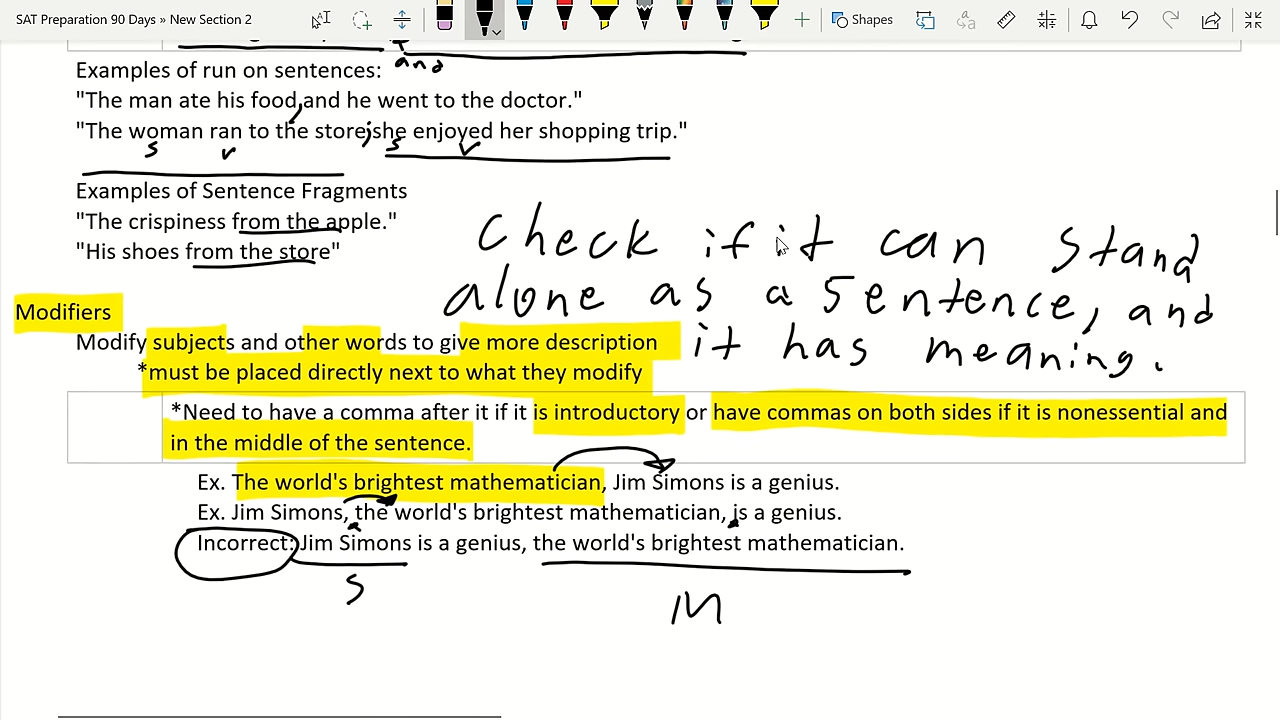 SAT Preparation 90 Days » New Section 2
Shapes
and
Examples of run on sentences:
"The man ate his food,and he went to the doctor."
"The woman ran to the store;she enjoyed her shopping trip."
s v s v
Examples of Sentence Fragments
"The crispiness from the apple."
"His shoes from the store"
Check if it can stand
alone as a sentence, and
it has meaning.
Modifiers
Modify subjects and other words to give more description
*must be placed directly next to what they modify
*Need to have a comma after it if it is introductory or have commas on both sides if it is nonessential and
in the middle of the sentence.
Ex. The world's brightest mathematician, Jim Simons is a genius.
Ex. Jim Simons, the world's brightest mathematician, is a genius.
Incorrect: Jim Simons is a genius, the world's brightest mathematician.
S M